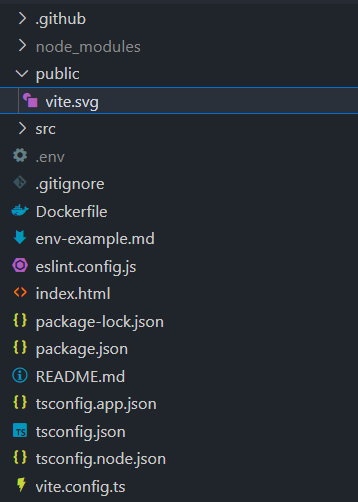 .github
node_modules
public
vite.svg
src
.env
.gitignore
Dockerfile
env-example.md
eslint.config.js
index.html
package-lock.json
package.json
README.md
tsconfig.app.json
TS tsconfig.json
tsconfig.node.json
vite.config.ts